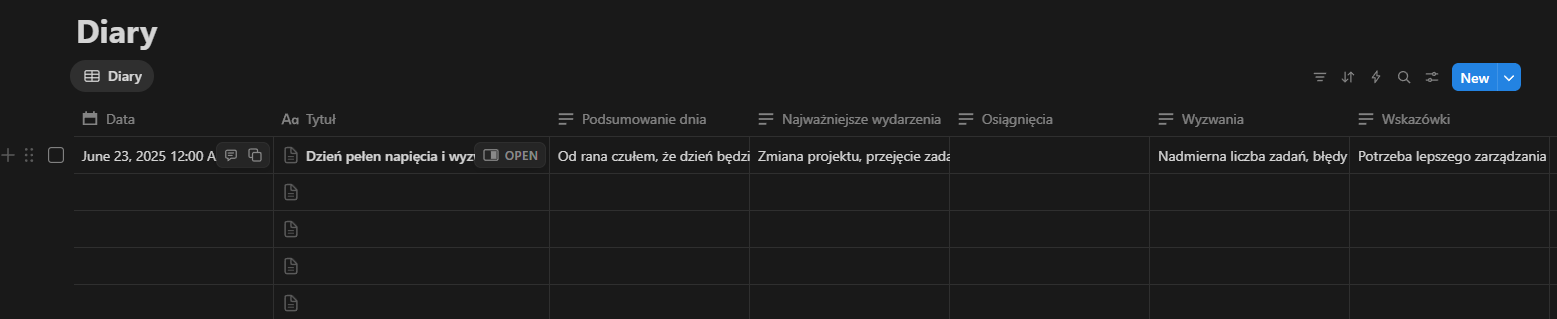 Diary
Diary
New
Data Aa Tytuł Podsumowanie dnia Najważniejsze wydarzenia Osiągnięcia Wyzwania Wskazówki
June 23, 2025 12:00 A Dzień pełen napięcia i wyzw OPEN Od rana czułem, że dzień będzi Zmiana projektu, przejęcie zada Nadmierna liczba zadań, błędy Potrzeba lepszego zarządzania